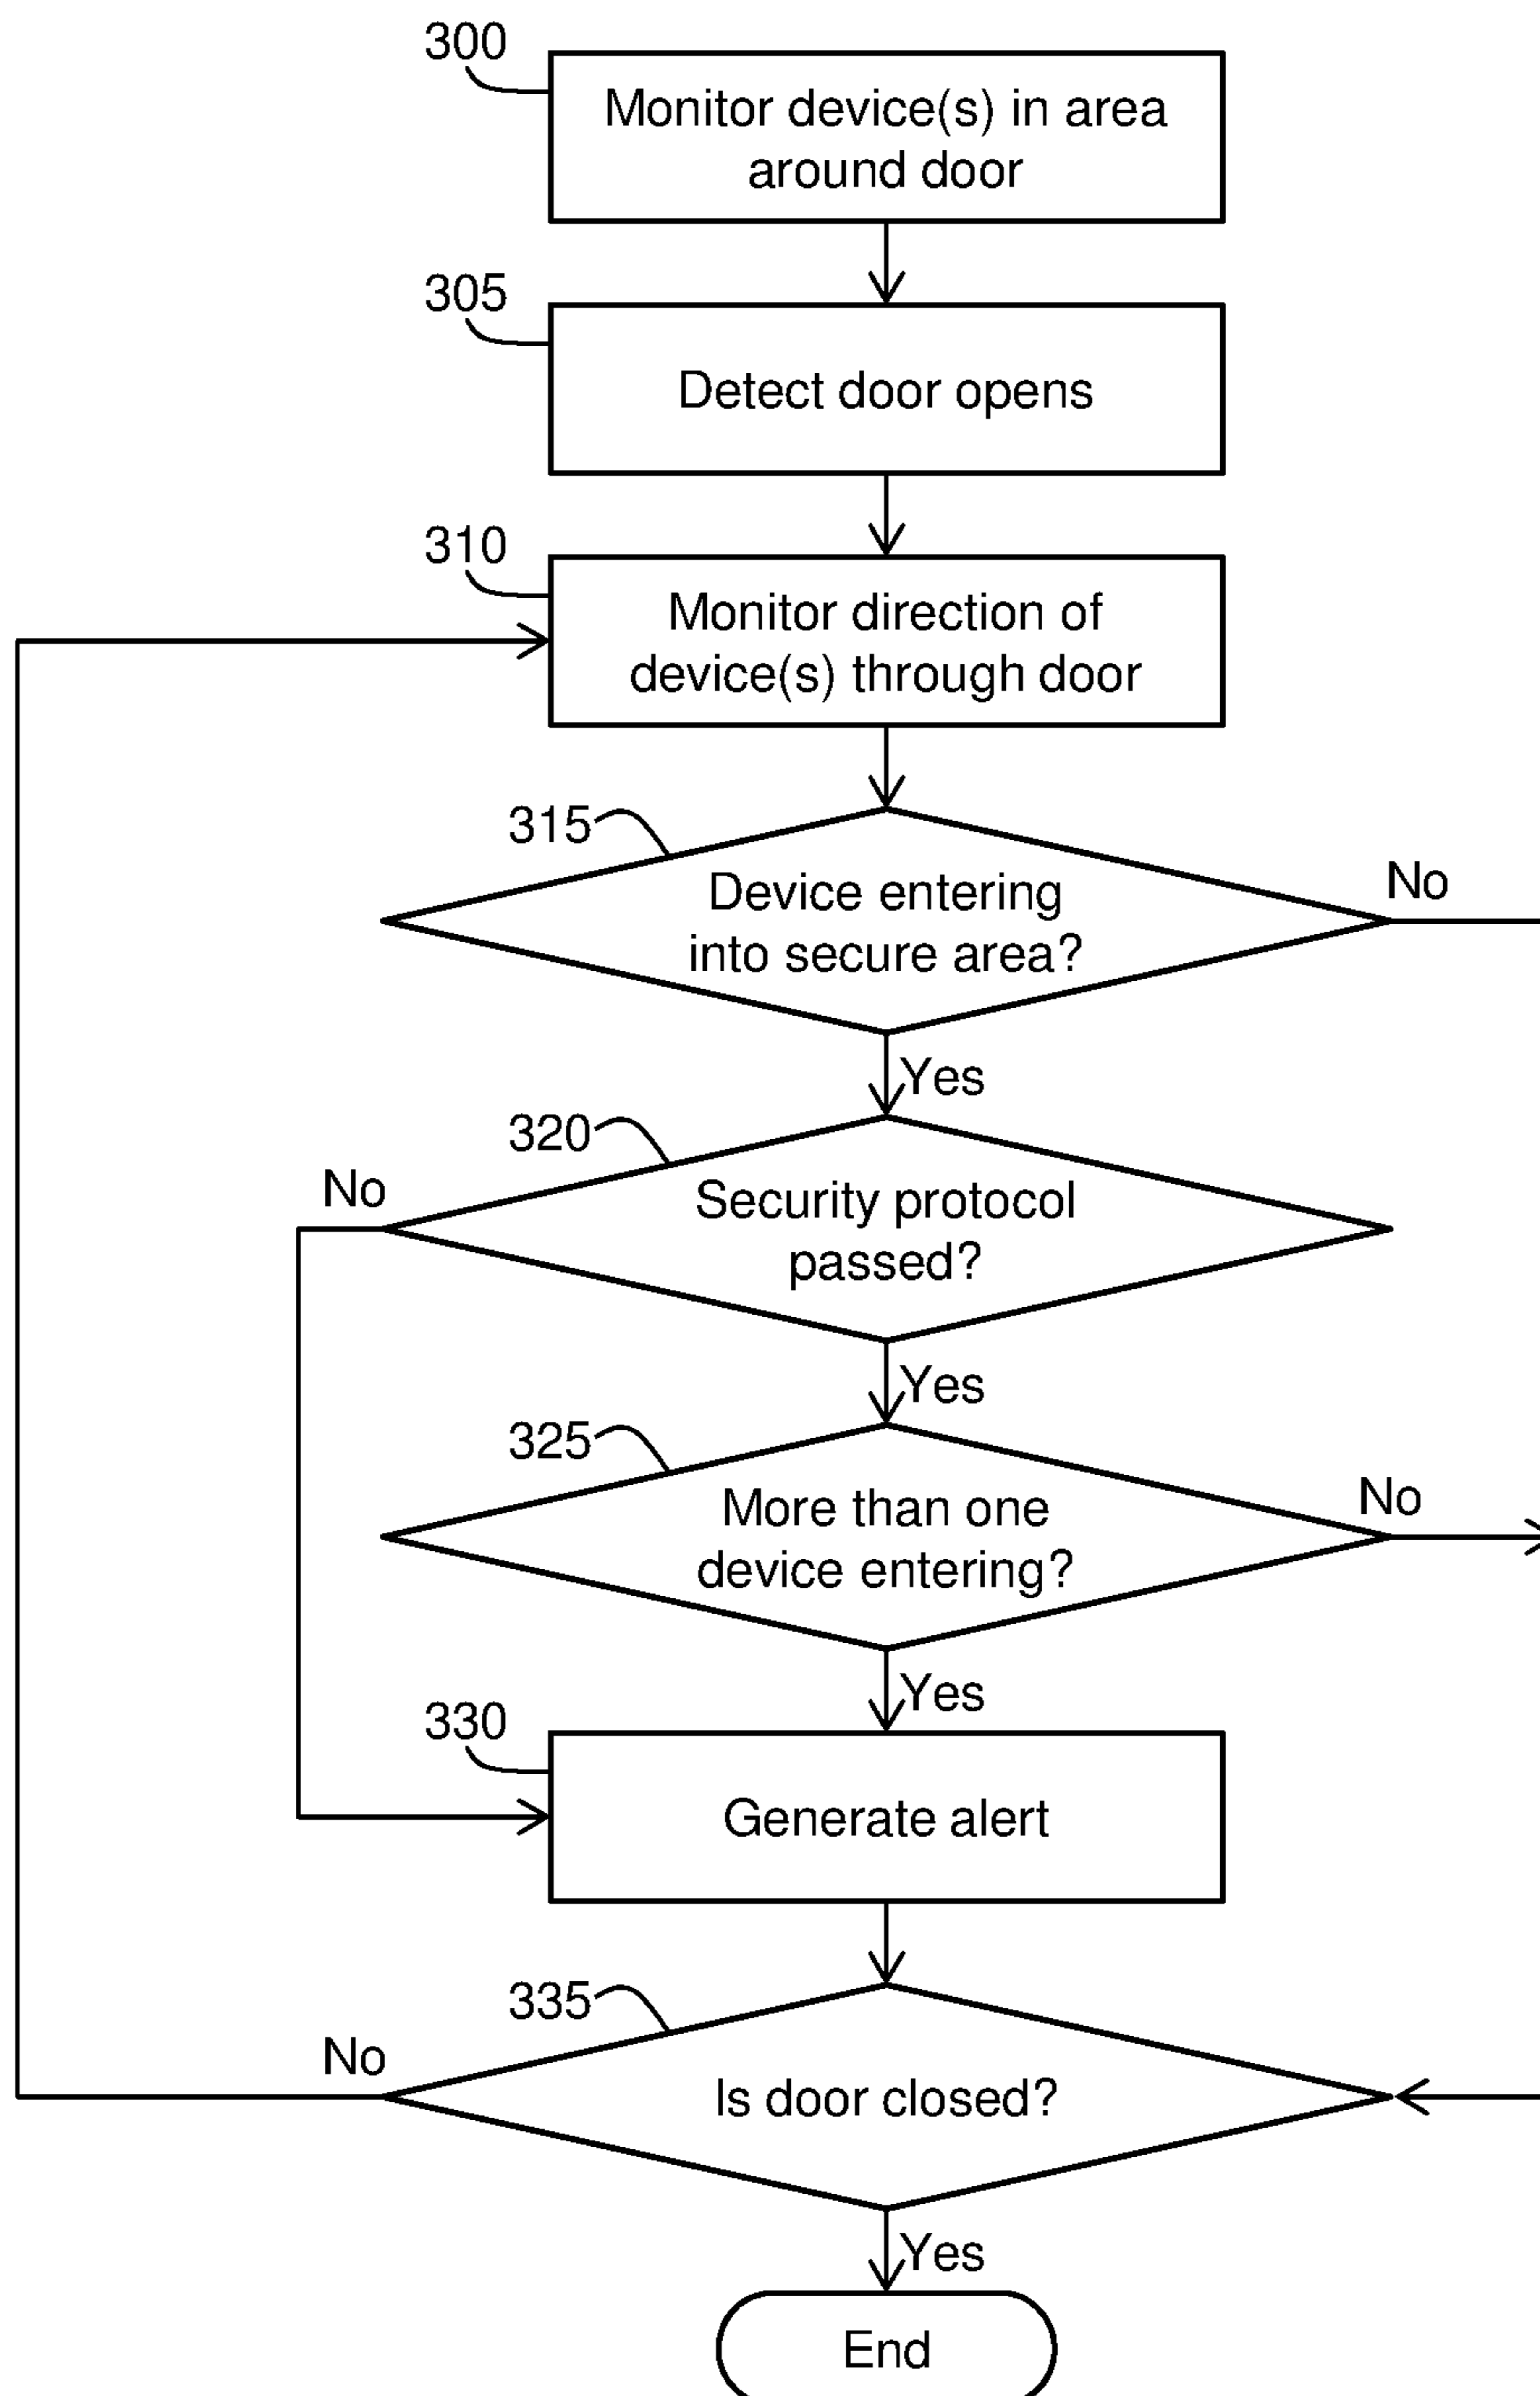 300
Monitor device(s) in area
around door
305
Detect door opens
310
Monitor direction of
device(s) through door
315
Device entering
into secure area?
No
Yes
320
No
Security protocol
passed?
Yes
325
More than one
device entering?
No
Yes
330
Generate alert
335
No
Is door closed?
Yes
End